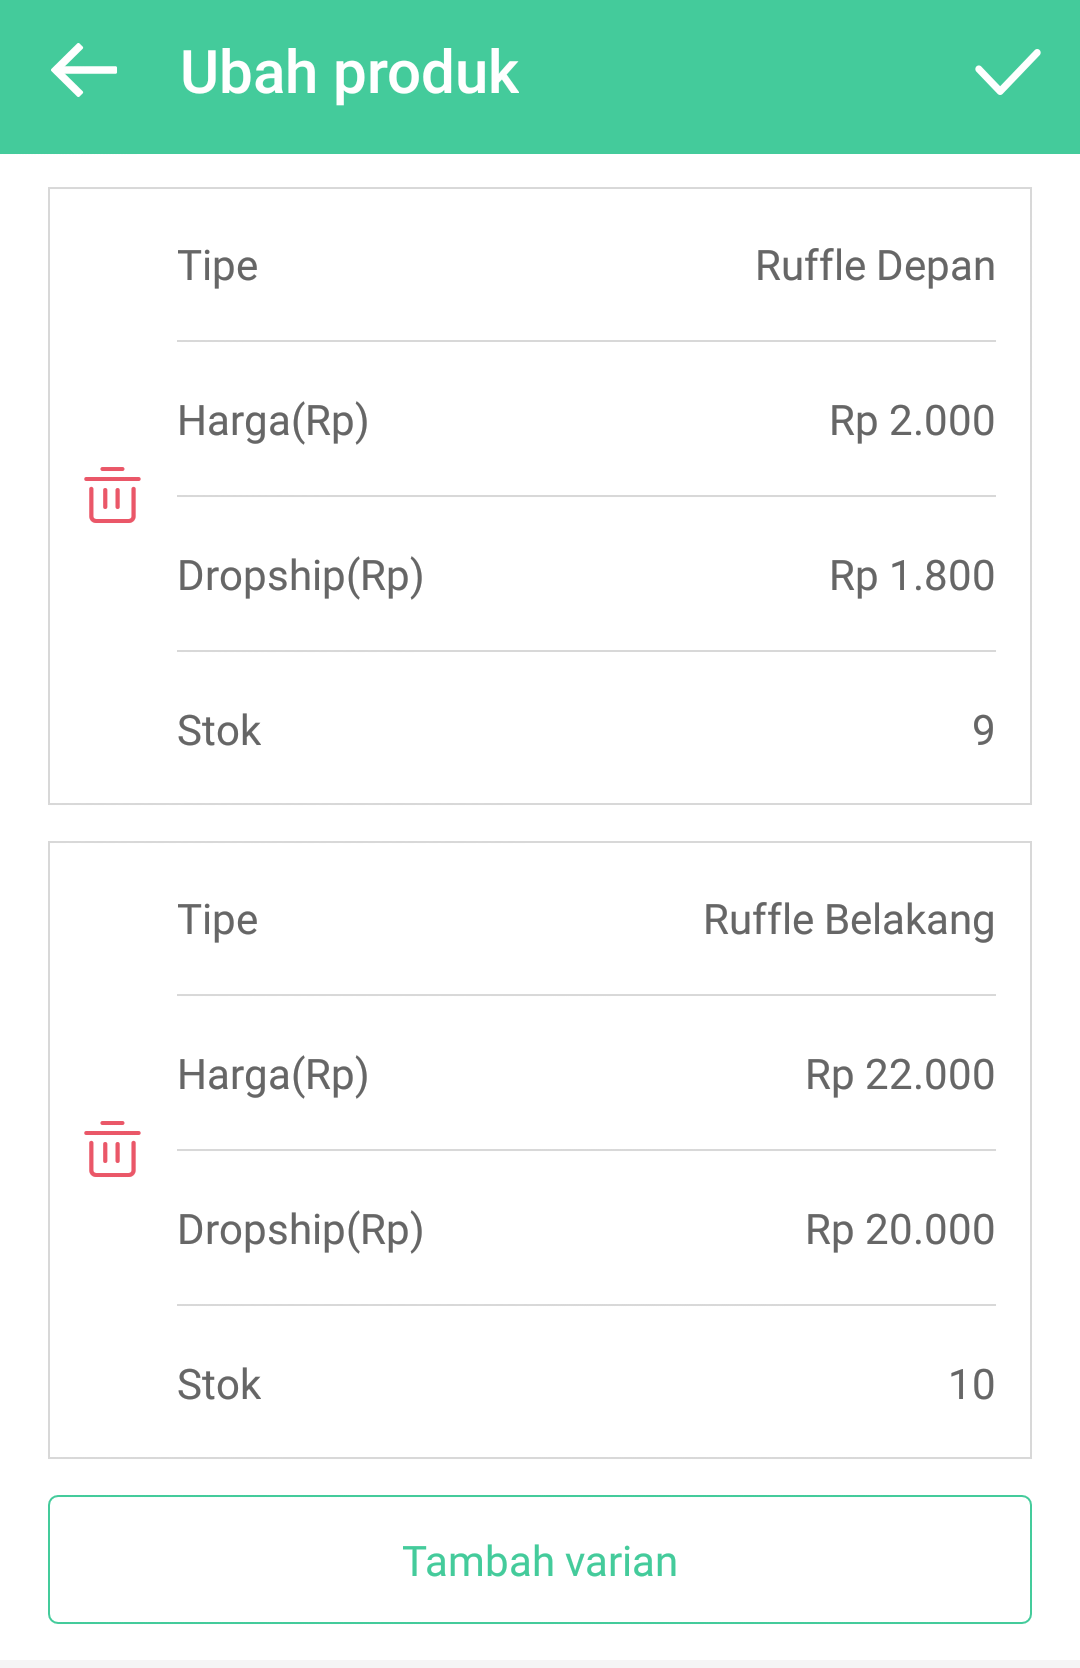 Ubah produk
Tipe Ruffle Depan
Harga(Rp) Rp 2.000
Dropship(Rp) Rp 1.800
Stok 9
Tipe Ruffle Belakang
Harga(Rp) Rp 22.000
Dropship(Rp) Rp 20.000
Stok 10
Tambah varian